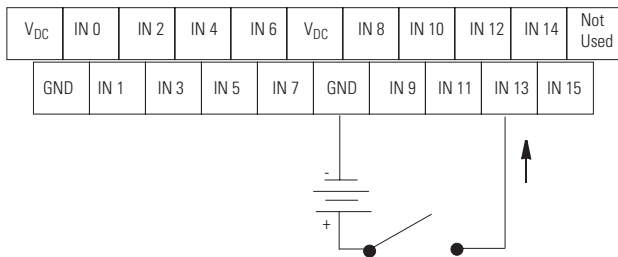 VDC IN 0 IN 2 IN 4 IN 6 VDC IN 8 IN 10 IN 12 IN 14 Not Used
GND IN 1 IN 3 IN 5 IN 7 GND IN 9 IN 11 IN 13 IN 15
-
+